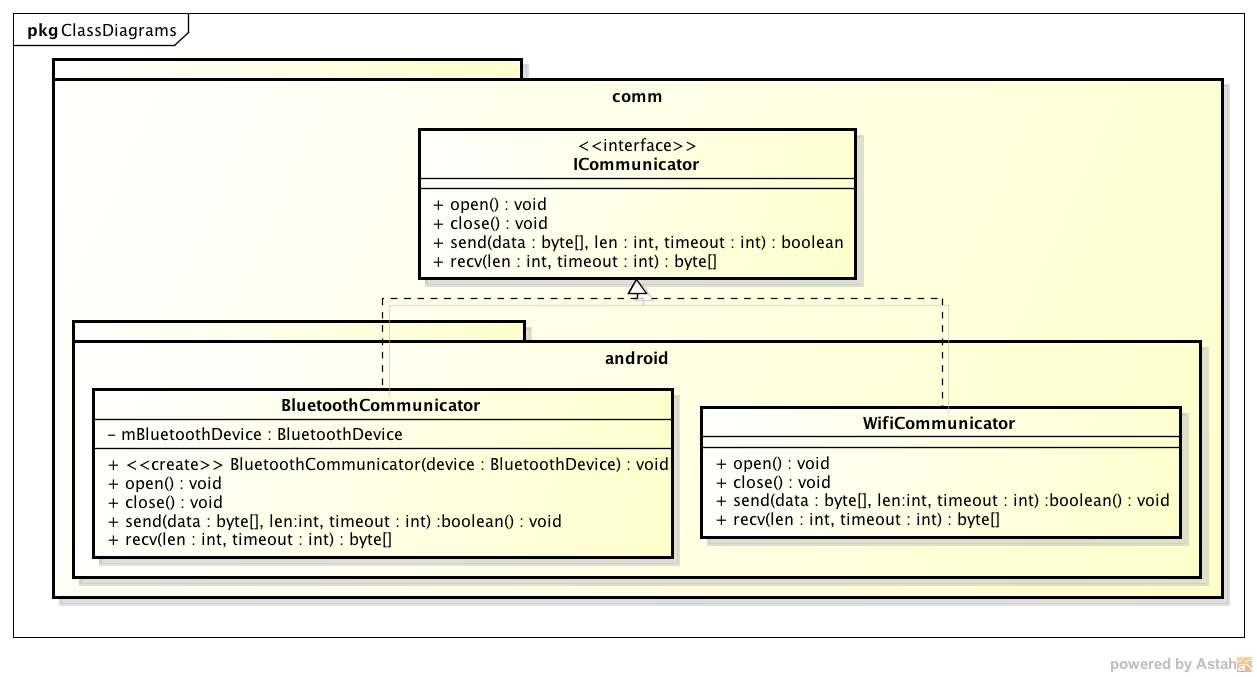 pkg ClassDiagrams
comm
<<interface>>
ICommunicator
+ open() : void
+ close() : void
+ send(data : byte[], len : int, timeout : int) : boolean
+ recv(len : int, timeout : int) : byte[]
android
BluetoothCommunicator
- mBluetoothDevice : BluetoothDevice
+ <<create>> BluetoothCommunicator(device : BluetoothDevice) : void
+ open() : void
+ close() : void
+ send(data : byte[], len:int, timeout : int) :boolean() : void
+ recv(len : int, timeout : int) : byte[]
WifiCommunicator
+ open() : void
+ close() : void
+ send(data : byte[], len:int, timeout : int) :boolean() : void
+ recv(len : int, timeout : int) : byte[]
powered by Astah